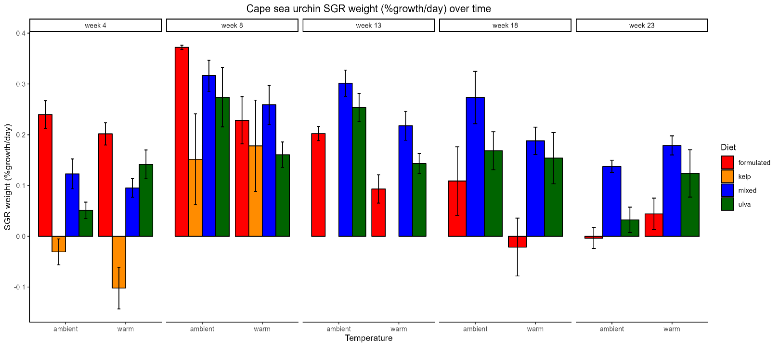 Cape sea urchin SGR weight (%growth/day) over time
week 4
week 8
week 13
week 18
week 23
SGR weight (%growth/day)
0.4
0.3
0.2
0.1
0.0
-0.1
ambient
warm
ambient
warm
ambient
warm
ambient
warm
ambient
warm
Temperature
Diet
formulated
kelp
mixed
ulva